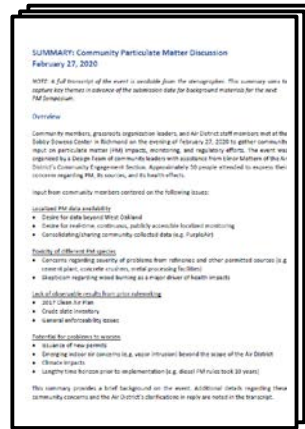 SUMMARY: Community Particulate Matter Discussion
February 27, 2020
NOTE: A full transcript of the event is available from the stenographer. This summary aims to
capture key themes in advance of the submission date for background materials for the next
PM Symposium.
Overview
Community members, grassroots organization leaders, and Air District staff members met at the
Bobby Bowens Center in Richmond on the evening of February 27, 2020 to gather community
input on particulate matter (PM) impacts, monitoring, and regulatory efforts. The event was
organized by a Design Team of community leaders with assistance from members of the Air
District's Community Engagement Section. Approximately 50 people attended to express their
concerns regarding PM, its sources, and its health effects.
Input from community members centered on the following issues:
Localized PM data availability
• Desire for data beyond West Oakland
• Desire for real-time, continuous, publicly accessible localized monitoring
• Consolidating/sharing community collected data (e.g. PurpleAir)
Toxicity of different PM species
• Concerns regarding severity of problems from refineries and other permitted sources (e.g.
cement plant, concrete crushers, metal processing facilities)
• Skepticism regarding wood burning as a major driver of health impacts
Lack of observable results from prior rulemaking
• 2017 Clean Air Plan
• Crude slate inventory
• General enforceability issues
Potential for problems to worsen
• Issuance of new permits
• Emerging indoor air concerns (e.g. vapor intrusion) beyond the scope of the Air District
• Climate impacts
• Lengthy time horizon prior to implementation (e.g. diesel PM rules took 10 years)
This summary provides a brief background on the event. Additional details regarding these
community concerns and the Air District's clarifications in reply are noted in the transcript.